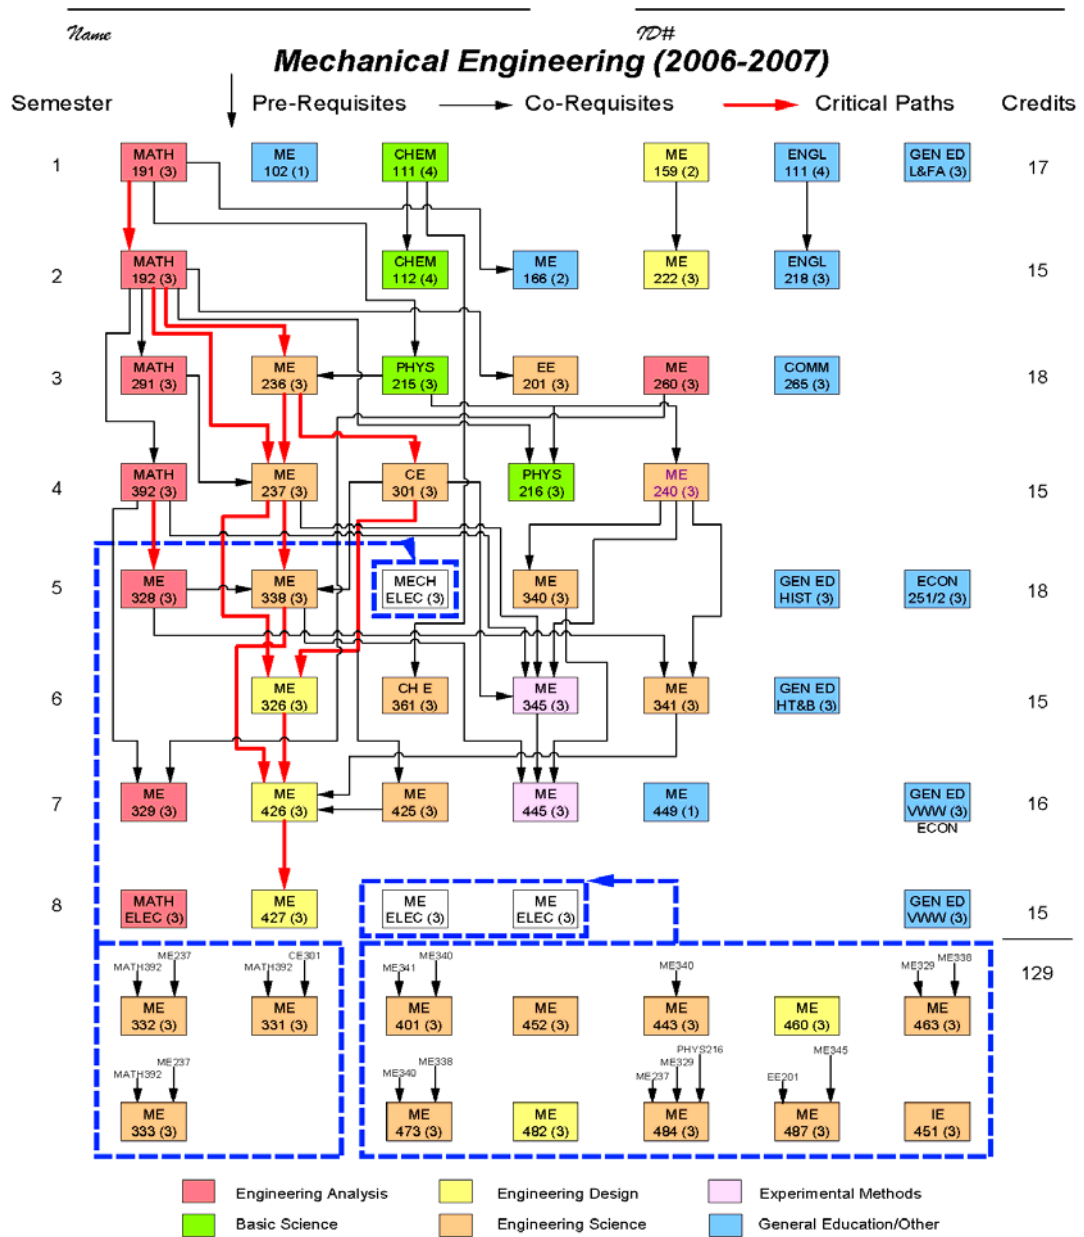 Name
ID#
Mechanical Engineering (2006-2007)
Semester
Pre-Requisites
Co-Requisites
Critical Paths
Credits
1
MATH
191 (3)
ME
102 (1)
CHEM
111 (4)
ME
159 (2)
ENGL
111 (4)
GEN ED
L&FA (3)
17
2
MATH
192 (3)
CHEM
112 (4)
ME
166 (2)
ME
222 (3)
ENGL
218 (3)
15
3
MATH
291 (3)
ME
236 (3)
PHYS
215 (3)
EE
201 (3)
ME
260 (3)
COMM
265 (3)
18
4
MATH
392 (3)
ME
237 (3)
CE
301 (3)
PHYS
216 (3)
ME
240 (3)
15
5
ME
328 (3)
ME
338 (3)
MECH
ELEC (3)
ME
340 (3)
GEN ED
HIST (3)
ECON
251/2 (3)
18
6
ME
326 (3)
CH E
361 (3)
ME
345 (3)
ME
341 (3)
GEN ED
HT&B (3)
15
7
ME
329 (3)
ME
426 (3)
ME
425 (3)
ME
445 (3)
ME
449 (1)
GEN ED
VWW (3)
ECON
16
8
MATH
ELEC (3)
ME
427 (3)
ME
ELEC (3)
ME
ELEC (3)
GEN ED
VWW (3)
15
129
MATH392
ME237
ME
332 (3)
MATH392
CE301
ME
331 (3)
ME341
ME340
ME
401 (3)
ME
452 (3)
ME340
ME
443 (3)
ME
460 (3)
ME329
ME338
ME
463 (3)
MATH392
ME237
ME
333 (3)
ME340
ME338
ME
473 (3)
ME
482 (3)
ME237
ME329
PHYS216
ME
484 (3)
EE201
ME345
ME
487 (3)
IE
451 (3)
Engineering Analysis
Engineering Design
Experimental Methods
Basic Science
Engineering Science
General Education/Other